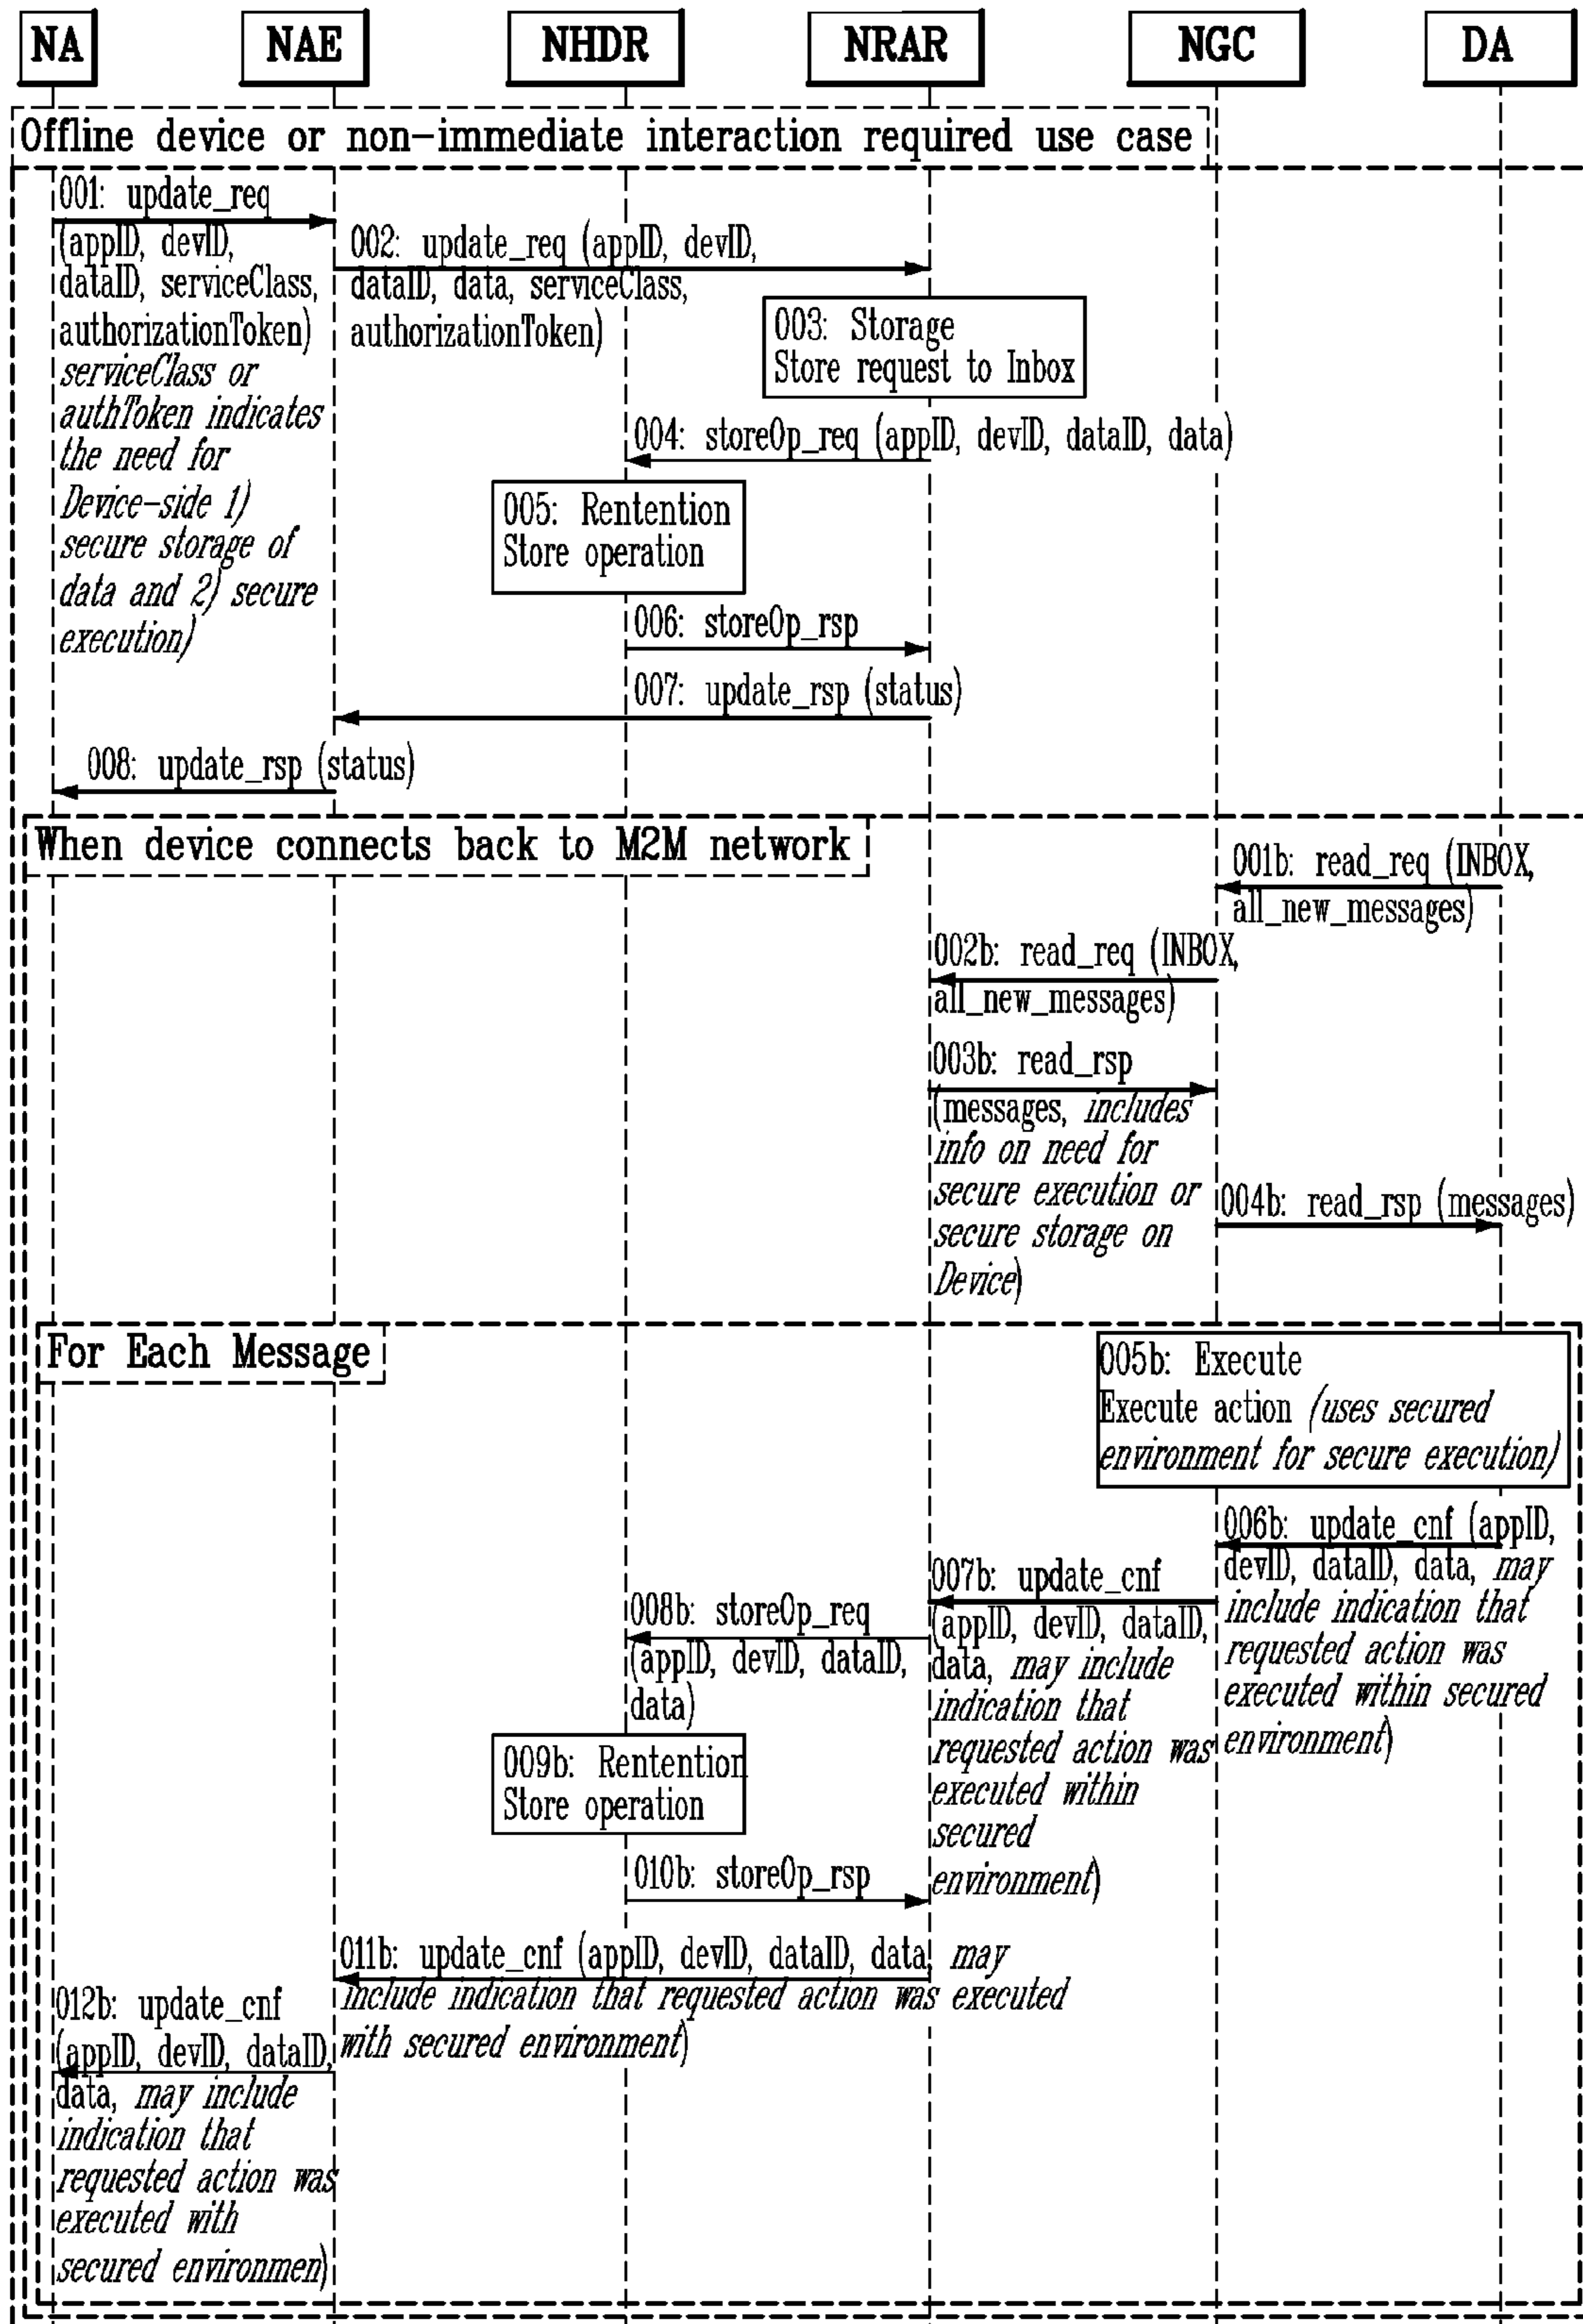 NA
NAE
NHDR
NRAR
NGC
DA
Offline device or non-immediate interaction required use case
001: update_req
(appID, devID,
dataID, serviceClass,
authorizationToken)
serviceClass or
authToken indicates
the need for
Device-side 1)
secure storage of
data and 2) secure
execution)
002: update_req (appID, devID,
dataID, data, serviceClass,
authorizationToken)
003: Storage
Store request to Inbox
004: storeOp_req (appID, devID, dataID, data)
005: Rentention
Store operation
006: storeOp_rsp
007: update_rsp (status)
008: update_rsp (status)
When device connects back to M2M network
001b: read_req (INBOX,
all_new_messages)
002b: read_req (INBOX,
all_new_messages)
003b: read_rsp
(messages, includes
info on need for
secure execution or
secure storage on
Device)
004b: read_rsp (messages)
For Each Message
005b: Execute
Execute action (uses secured
environment for secure execution)
006b: update_cnf (appID,
devID, dataID, data, may
include indication that
requested action was
executed within secured
environment)
007b: update_cnf
(appID, devID, dataID,
data, may include
indication that
requested action was
executed within
secured
environment)
008b: storeOp_req
(appID, devID, dataID,
data)
009b: Rentention
Store operation
010b: storeOp_rsp
011b: update_cnf (appID, devID, dataID, data, may
include indication that requested action was executed
with secured environment)
012b: update_cnf
(appID, devID, dataID,
data, may include
indication that
requested action was
executed with
secured environmen)